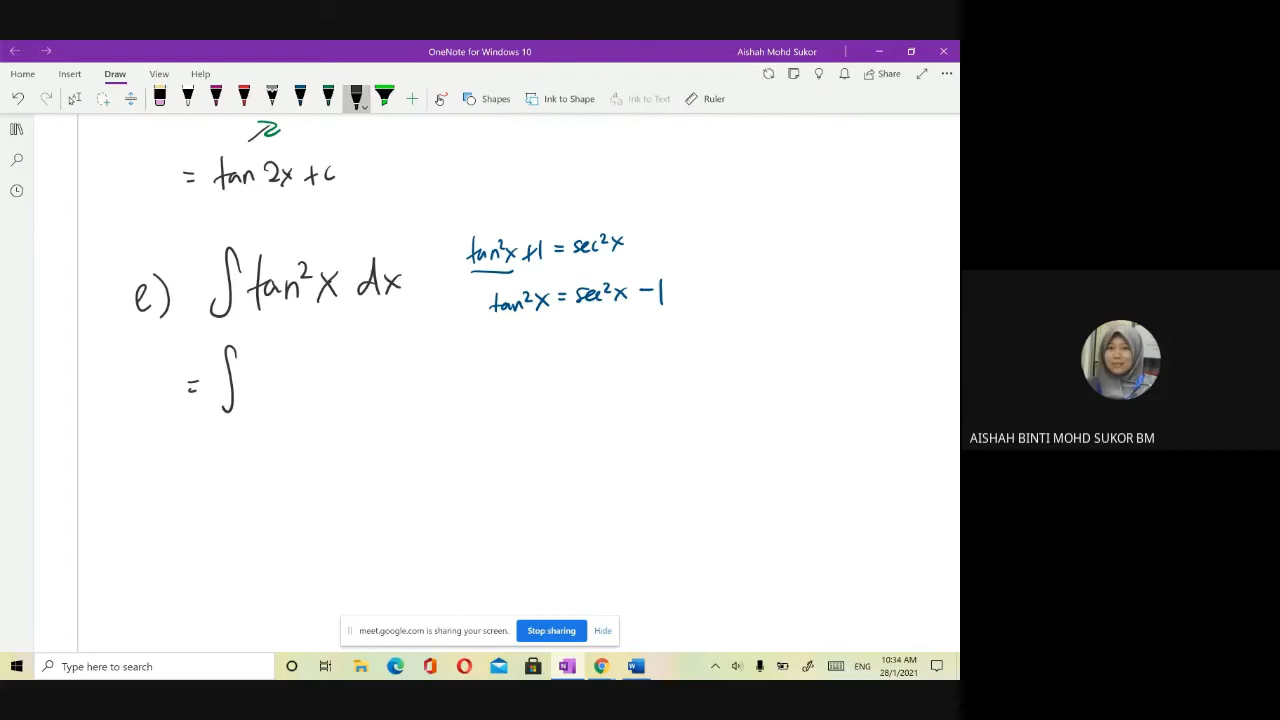 OneNote for Windows 10
Aishah Mohd Sukor
Home Insert Draw View Help
Share
Shapes Ink to Shape Ink to Text Ruler
= tan 2x + c
e) ∫ tan²x dx
tan²x + 1 = sec²x
tan²x = sec²x - 1
= ∫
AISHAH BINTI MOHD SUKOR BM
meet.google.com is sharing your screen. Stop sharing Hide
Type here to search
ENG
10:34 AM
28/1/2021